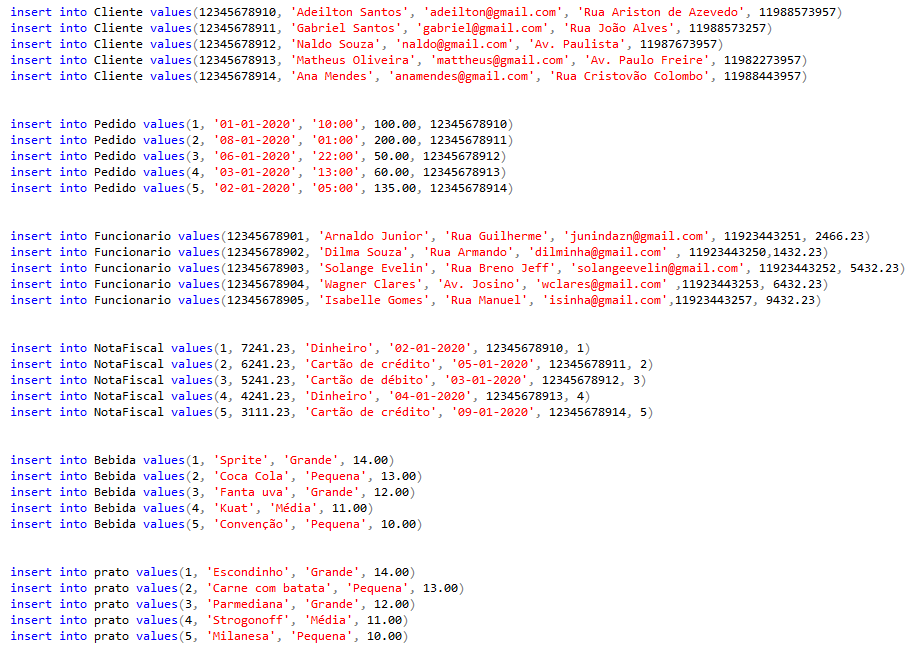 insert into Cliente values(12345678910, 'Adeilton Santos', 'adeilton@gmail.com', 'Rua Ariston de Azevedo', 11988573957)
insert into Cliente values(12345678911, 'Gabriel Santos', 'gabriel@gmail.com', 'Rua João Alves', 11988573257)
insert into Cliente values(12345678912, 'Naldo Souza', 'naldo@gmail.com', 'Av. Paulista', 11987673957)
insert into Cliente values(12345678913, 'Matheus Oliveira', 'mattheus@gmail.com', 'Av. Paulo Freire', 11982273957)
insert into Cliente values(12345678914, 'Ana Mendes', 'anamendes@gmail.com', 'Rua Cristovão Colombo', 11988443957)
insert into Pedido values(1, '01-01-2020', '10:00', 100.00, 12345678910)
insert into Pedido values(2, '08-01-2020', '01:00', 200.00, 12345678911)
insert into Pedido values(3, '06-01-2020', '22:00', 50.00, 12345678912)
insert into Pedido values(4, '03-01-2020', '13:00', 60.00, 12345678913)
insert into Pedido values(5, '02-01-2020', '05:00', 135.00, 12345678914)
insert into Funcionario values(12345678901, 'Arnaldo Junior', 'Rua Guilherme', 'junindazn@gmail.com', 11923443251, 2466.23)
insert into Funcionario values(12345678902, 'Dilma Souza', 'Rua Armando', 'dilminha@gmail.com' , 11923443250,1432.23)
insert into Funcionario values(12345678903, 'Solange Evelin', 'Rua Breno Jeff', 'solangeevelin@gmail.com', 11923443252, 5432.23)
insert into Funcionario values(12345678904, 'Wagner Clares', 'Av. Josino', 'wclares@gmail.com' ,11923443253, 6432.23)
insert into Funcionario values(12345678905, 'Isabelle Gomes', 'Rua Manuel', 'isinha@gmail.com',11923443257, 9432.23)
insert into NotaFiscal values(1, 7241.23, 'Dinheiro', '02-01-2020', 12345678910, 1)
insert into NotaFiscal values(2, 6241.23, 'Cartão de crédito', '05-01-2020', 12345678911, 2)
insert into NotaFiscal values(3, 5241.23, 'Cartão de débito', '03-01-2020', 12345678912, 3)
insert into NotaFiscal values(4, 4241.23, 'Dinheiro', '04-01-2020', 12345678913, 4)
insert into NotaFiscal values(5, 3111.23, 'Cartão de crédito', '09-01-2020', 12345678914, 5)
insert into Bebida values(1, 'Sprite', 'Grande', 14.00)
insert into Bebida values(2, 'Coca Cola', 'Pequena', 13.00)
insert into Bebida values(3, 'Fanta uva', 'Grande', 12.00)
insert into Bebida values(4, 'Kuat', 'Média', 11.00)
insert into Bebida values(5, 'Convenção', 'Pequena', 10.00)
insert into prato values(1, 'Escondinho', 'Grande', 14.00)
insert into prato values(2, 'Carne com batata', 'Pequena', 13.00)
insert into prato values(3, 'Parmediana', 'Grande', 12.00)
insert into prato values(4, 'Strogonoff', 'Média', 11.00)
insert into prato values(5, 'Milanesa', 'Pequena', 10.00)